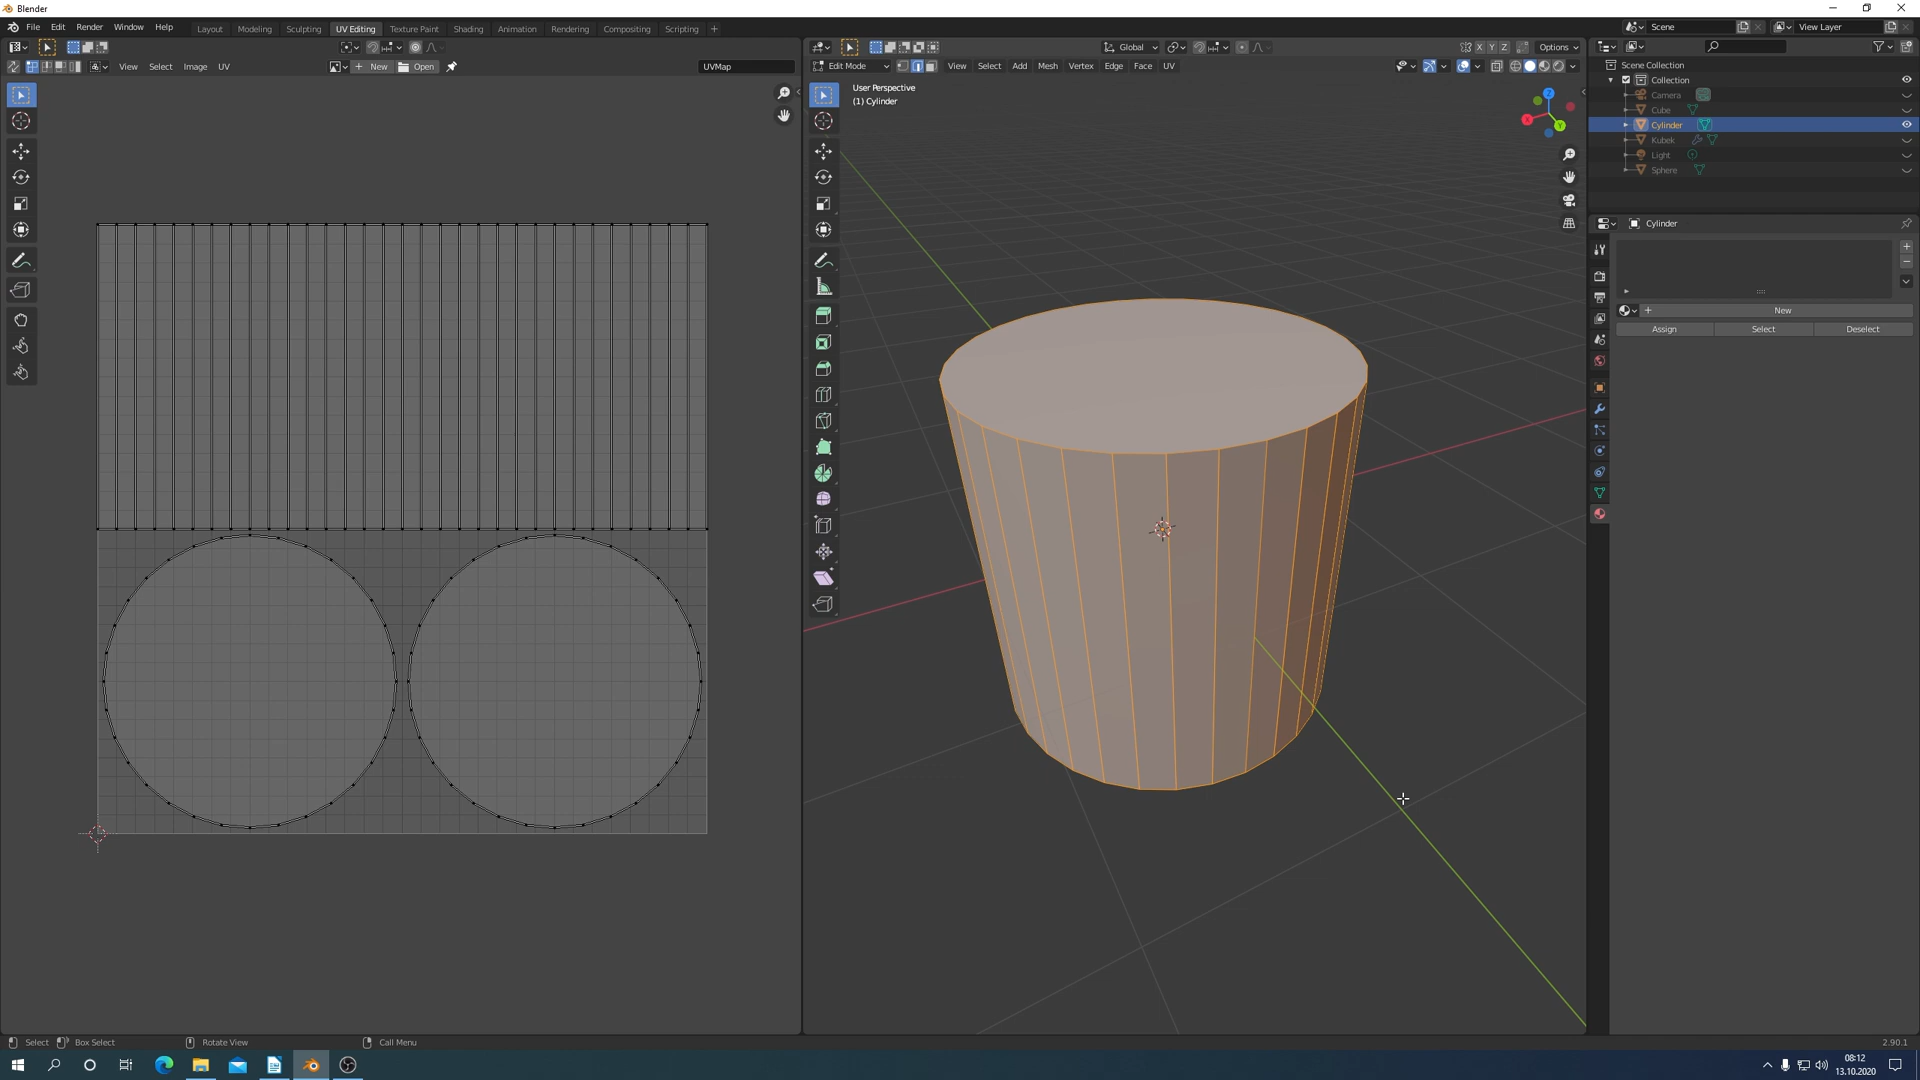 Blender
File Edit Render Window Help
Layout Modeling Sculpting UV Editing Texture Paint Shading Animation Rendering Compositing Scripting +
Scene
View Layer
Global
X Y Z
Options
View Select Image UV
New
Open
UVMap
Edit Mode
View Select Add Mesh Vertex Edge Face UV
User Perspective
(1) Cylinder
Z
X
Y
Scene Collection
Collection
Camera
Cube
Cylinder
Kubek
Light
Sphere
Cylinder
New
Assign
Select
Deselect
Select
Box Select
Rotate View
Call Menu
2.90.1
08:12
13.10.2020